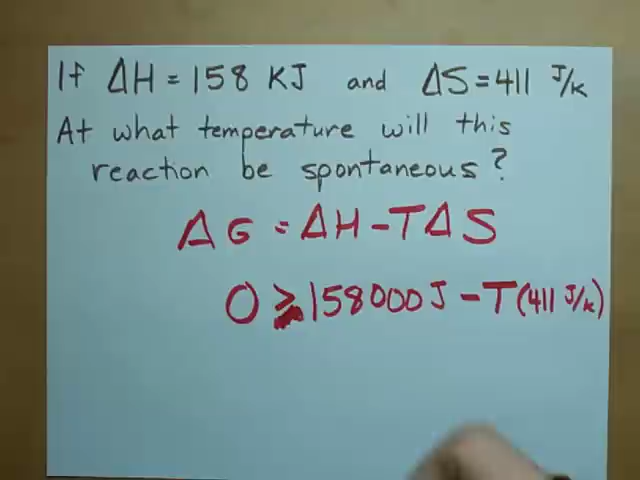 If ΔH = 158 KJ and ΔS = 411 J/K
At what temperature will this
reaction be spontaneous?
ΔG = ΔH - TΔS
0 ≥ 158000 J - T(411 J/K)